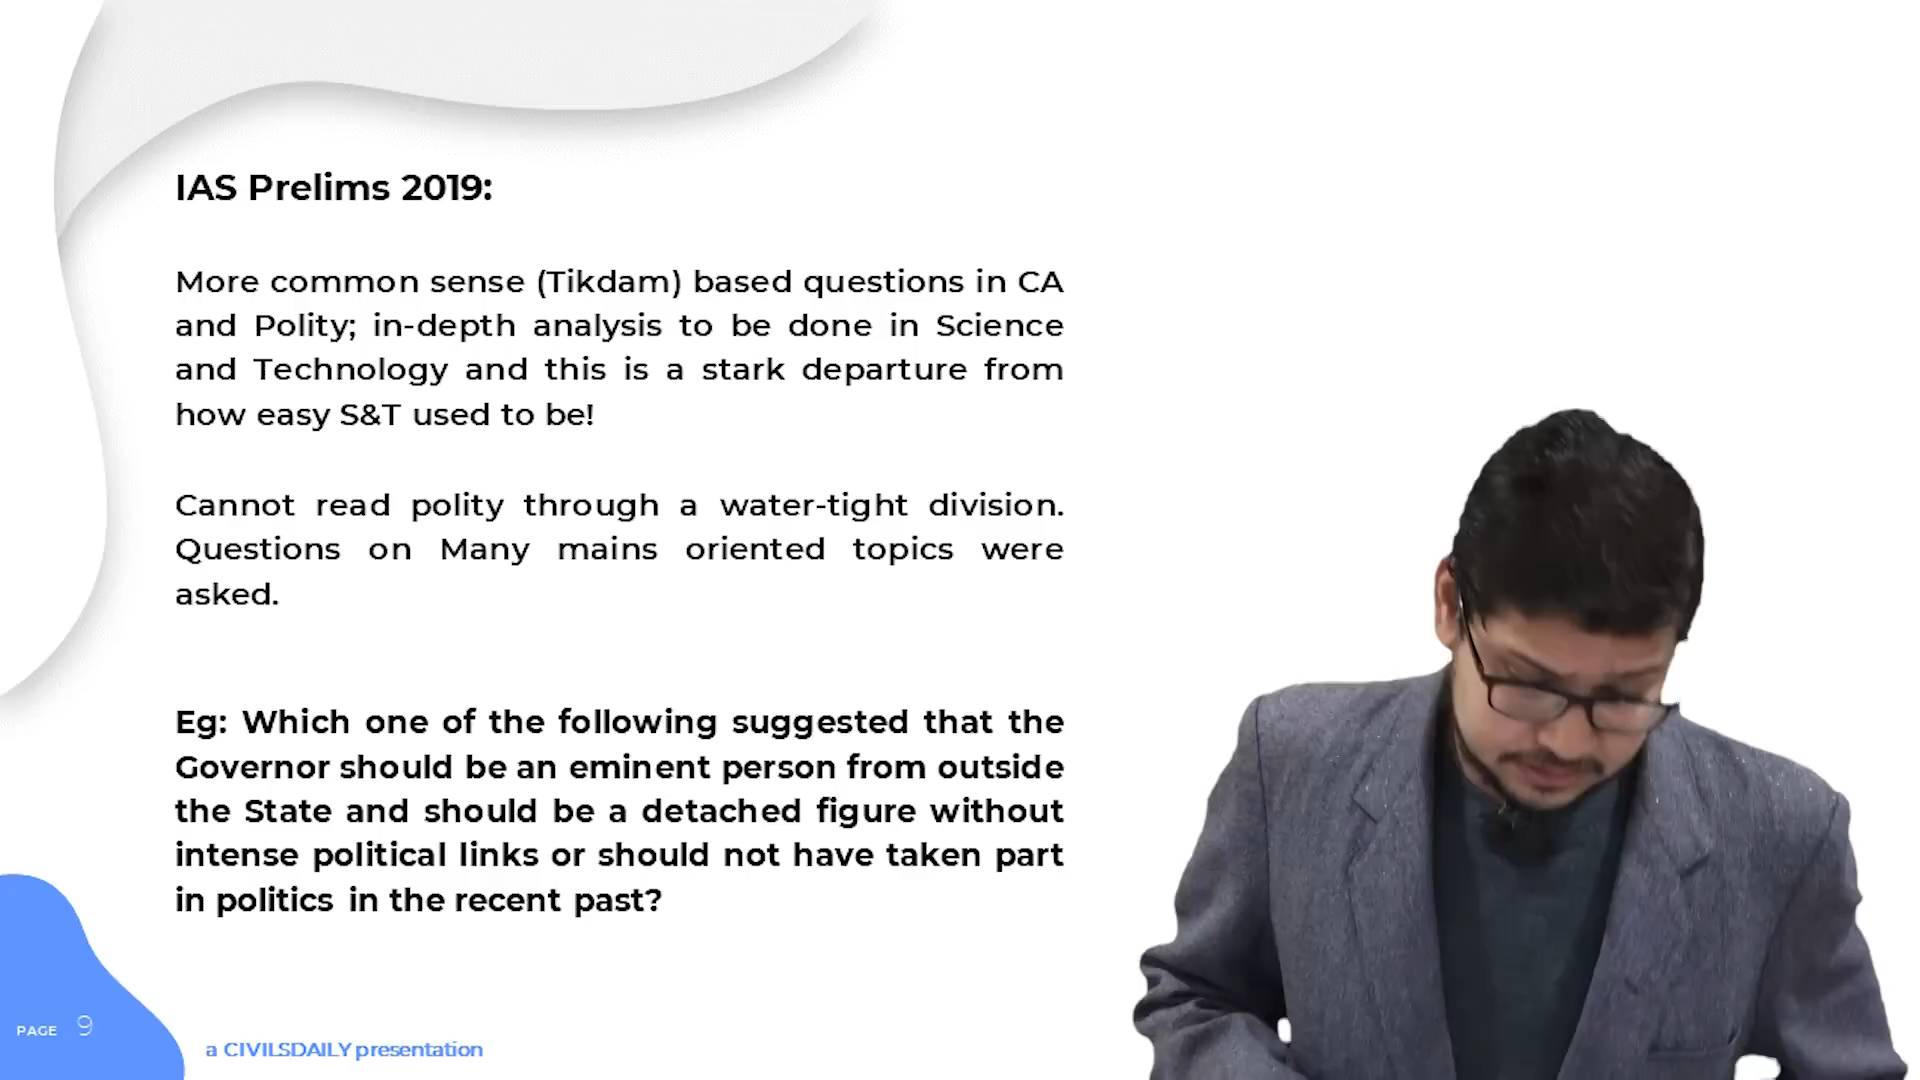 IAS Prelims 2019:
More common sense (Tikdam) based questions in CA
and Polity; in-depth analysis to be done in Science
and Technology and this is a stark departure from
how easy S&T used to be!
Cannot read polity through a water-tight division.
Questions on Many mains oriented topics were
asked.
Eg: Which one of the following suggested that the
Governor should be an eminent person from outside
the State and should be a detached figure without
intense political links or should not have taken part
in politics in the recent past?
PAGE 9
a CIVILSDAILY presentation